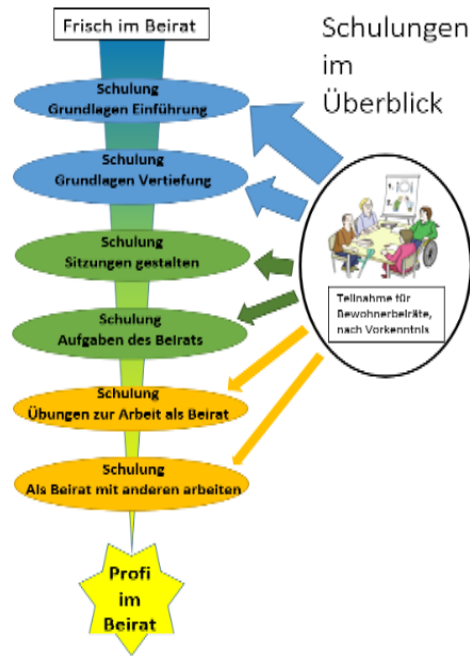 Frisch im Beirat
Schulungen
im
Überblick
Schulung
Grundlagen Einführung
Schulung
Grundlagen Vertiefung
Schulung
Sitzungen gestalten
Teilnahme für
Bewohnerbeiräte,
nach Vorkenntnis
Schulung
Aufgaben des Beirats
Schulung
Übungen zur Arbeit als Beirat
Schulung
Als Beirat mit anderen arbeiten
Profi
im
Beirat